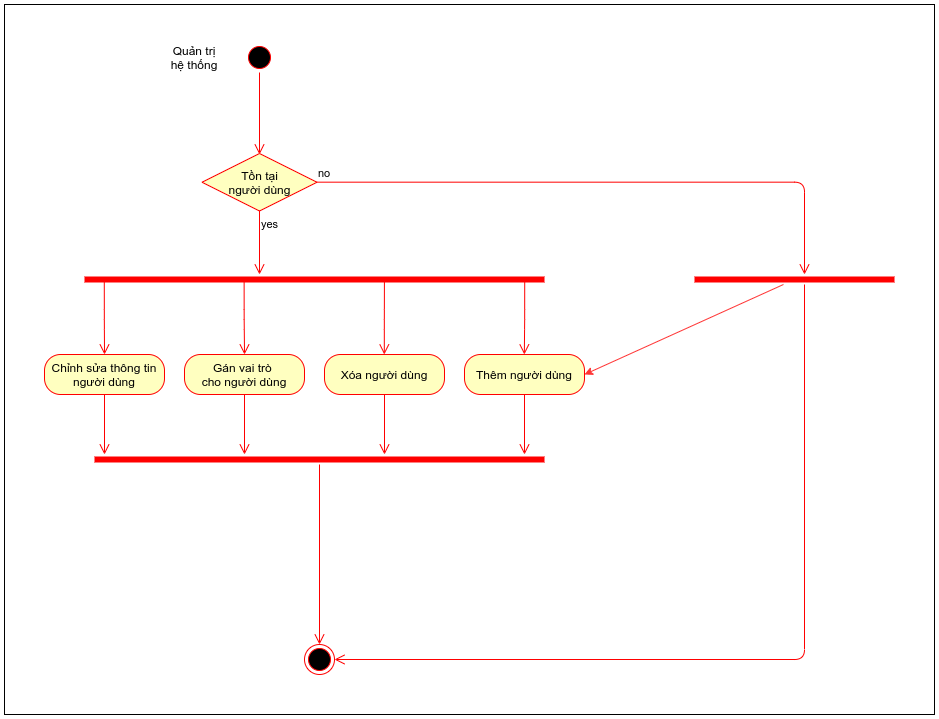 Quản trị
hệ thống
Tồn tại
người dùng
no
yes
Chỉnh sửa thông tin
người dùng
Gán vai trò
cho người dùng
Xóa người dùng
Thêm người dùng